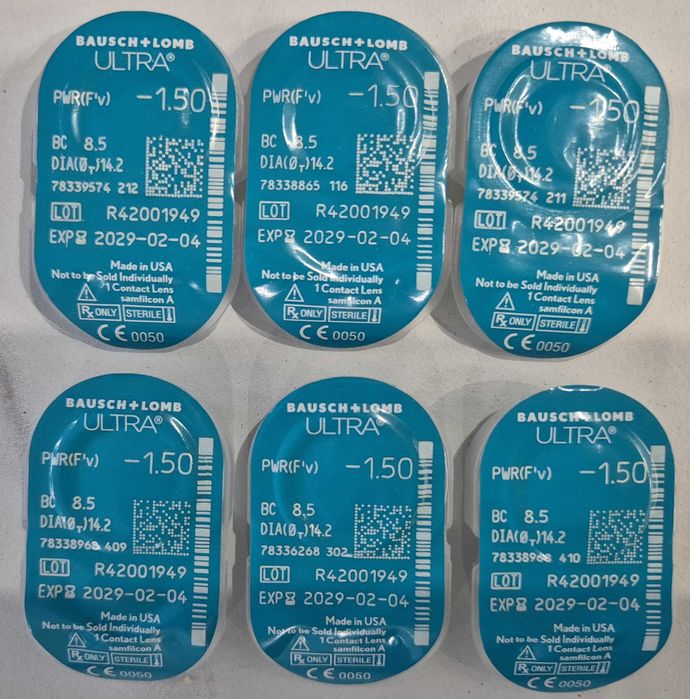 BAUSCH+LOMB
ULTRA®
PWR(F'v) -1.50
BC 8.5
DIA(Ø_T)14.2
78339574 212
LOT R42001949
EXP 2029-02-04
Made in USA
Not to be Sold Individually
1 Contact Lens
samfilcon A
Rx ONLY STERILE
CE 0050
BAUSCH+LOMB
ULTRA®
PWR(F'v) -1.50
BC 8.5
DIA(Ø_T)14.2
78338865 116
LOT R42001949
EXP 2029-02-04
Made in USA
Not to be Sold Individually
1 Contact Lens
samfilcon A
Rx ONLY STERILE
CE 0050
BAUSCH+LOMB
ULTRA®
PWR(F'v) -1.50
BC 8.5
DIA(Ø_T)14.2
78339574 211
LOT R42001949
EXP 2029-02-04
Made in USA
Not to be Sold Individually
1 Contact Lens
samfilcon A
Rx ONLY STERILE
CE 0050
BAUSCH+LOMB
ULTRA®
PWR(F'v) -1.50
BC 8.5
DIA(Ø_T)14.2
78338968 409
LOT R42001949
EXP 2029-02-04
Made in USA
Not to be Sold Individually
1 Contact Lens
samfilcon A
Rx ONLY STERILE
CE 0050
BAUSCH+LOMB
ULTRA®
PWR(F'v) -1.50
BC 8.5
DIA(Ø_T)14.2
78336268 302
LOT R42001949
EXP 2029-02-04
Made in USA
Not to be Sold Individually
1 Contact Lens
samfilcon A
Rx ONLY STERILE
CE 0050
BAUSCH+LOMB
ULTRA®
PWR(F'v) -1.50
BC 8.5
DIA(Ø_T)14.2
78338968 410
LOT R42001949
EXP 2029-02-04
Made in USA
Not to be Sold Individually
1 Contact Lens
samfilcon A
Rx ONLY STERILE
CE 0050